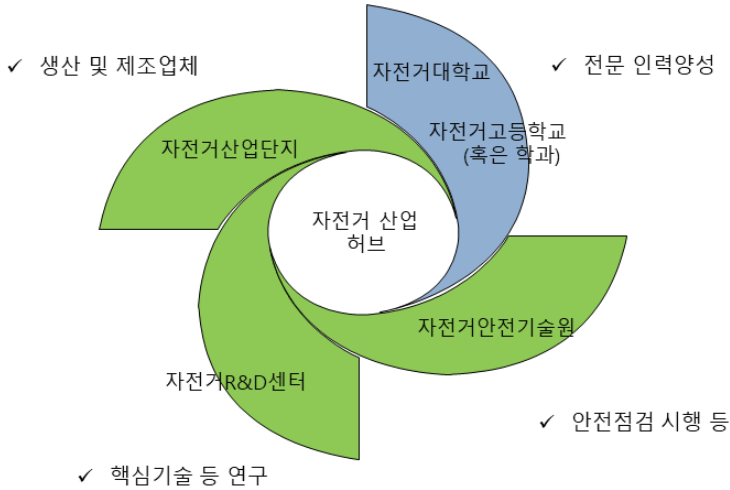 ✓ 생산 및 제조업체
자전거대학교
✓ 전문 인력양성
자전거고등학교
(혹은 학과)
자전거산업단지
자전거 산업
허브
자전거안전기술원
자전거R&D센터
✓ 안전점검 시행 등
✓ 핵심기술 등 연구